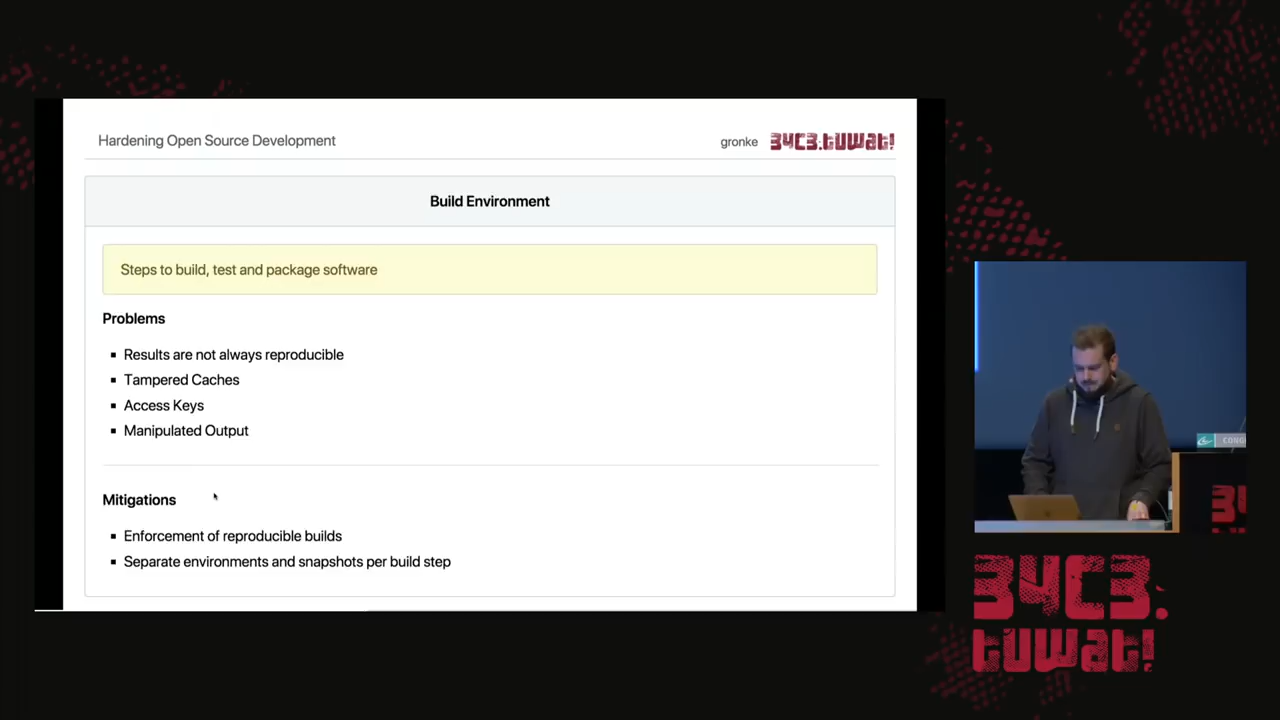 Hardening Open Source Development
gronke 34C3.tUWat!
Build Environment
Steps to build, test and package software
Problems
▪ Results are not always reproducible
▪ Tampered Caches
▪ Access Keys
▪ Manipulated Output
Mitigations
▪ Enforcement of reproducible builds
▪ Separate environments and snapshots per build step
CONG
34
34C3.
tUWat!